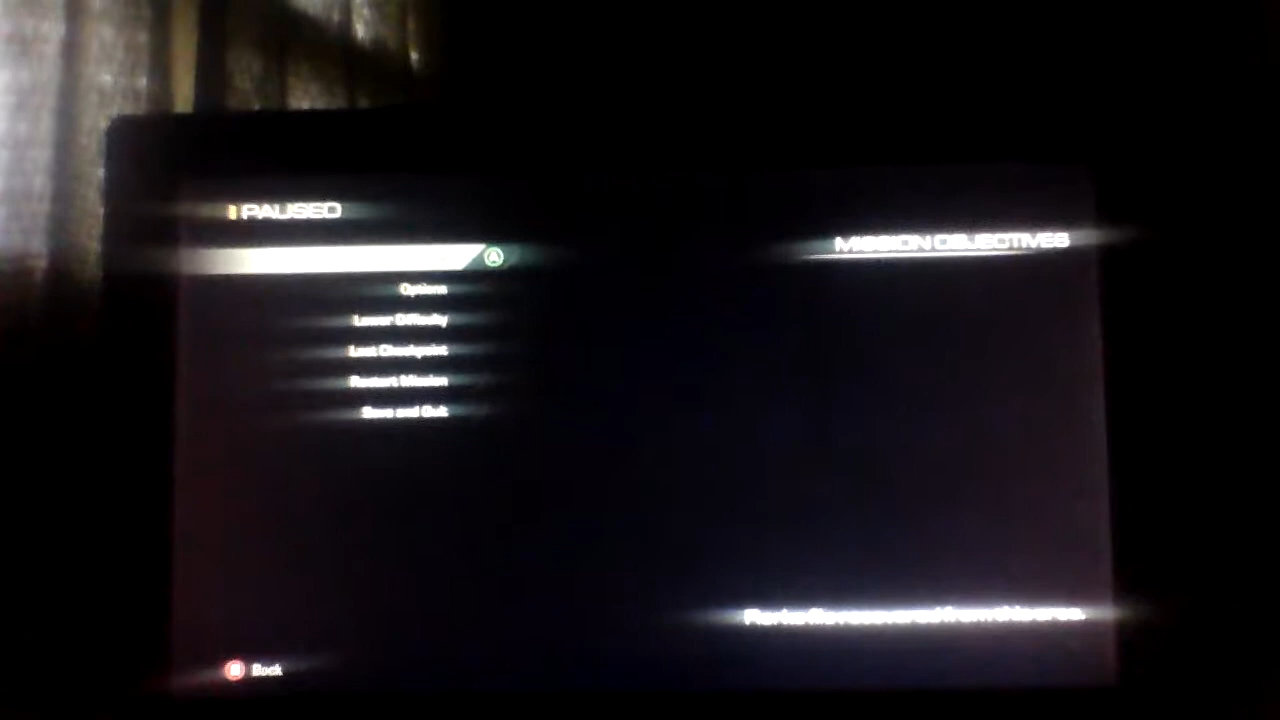 PAUSED
A
MISSION OBJECTIVES
Options
Lower Difficulty
Last Checkpoint
Restart Mission
Save and Quit
Back